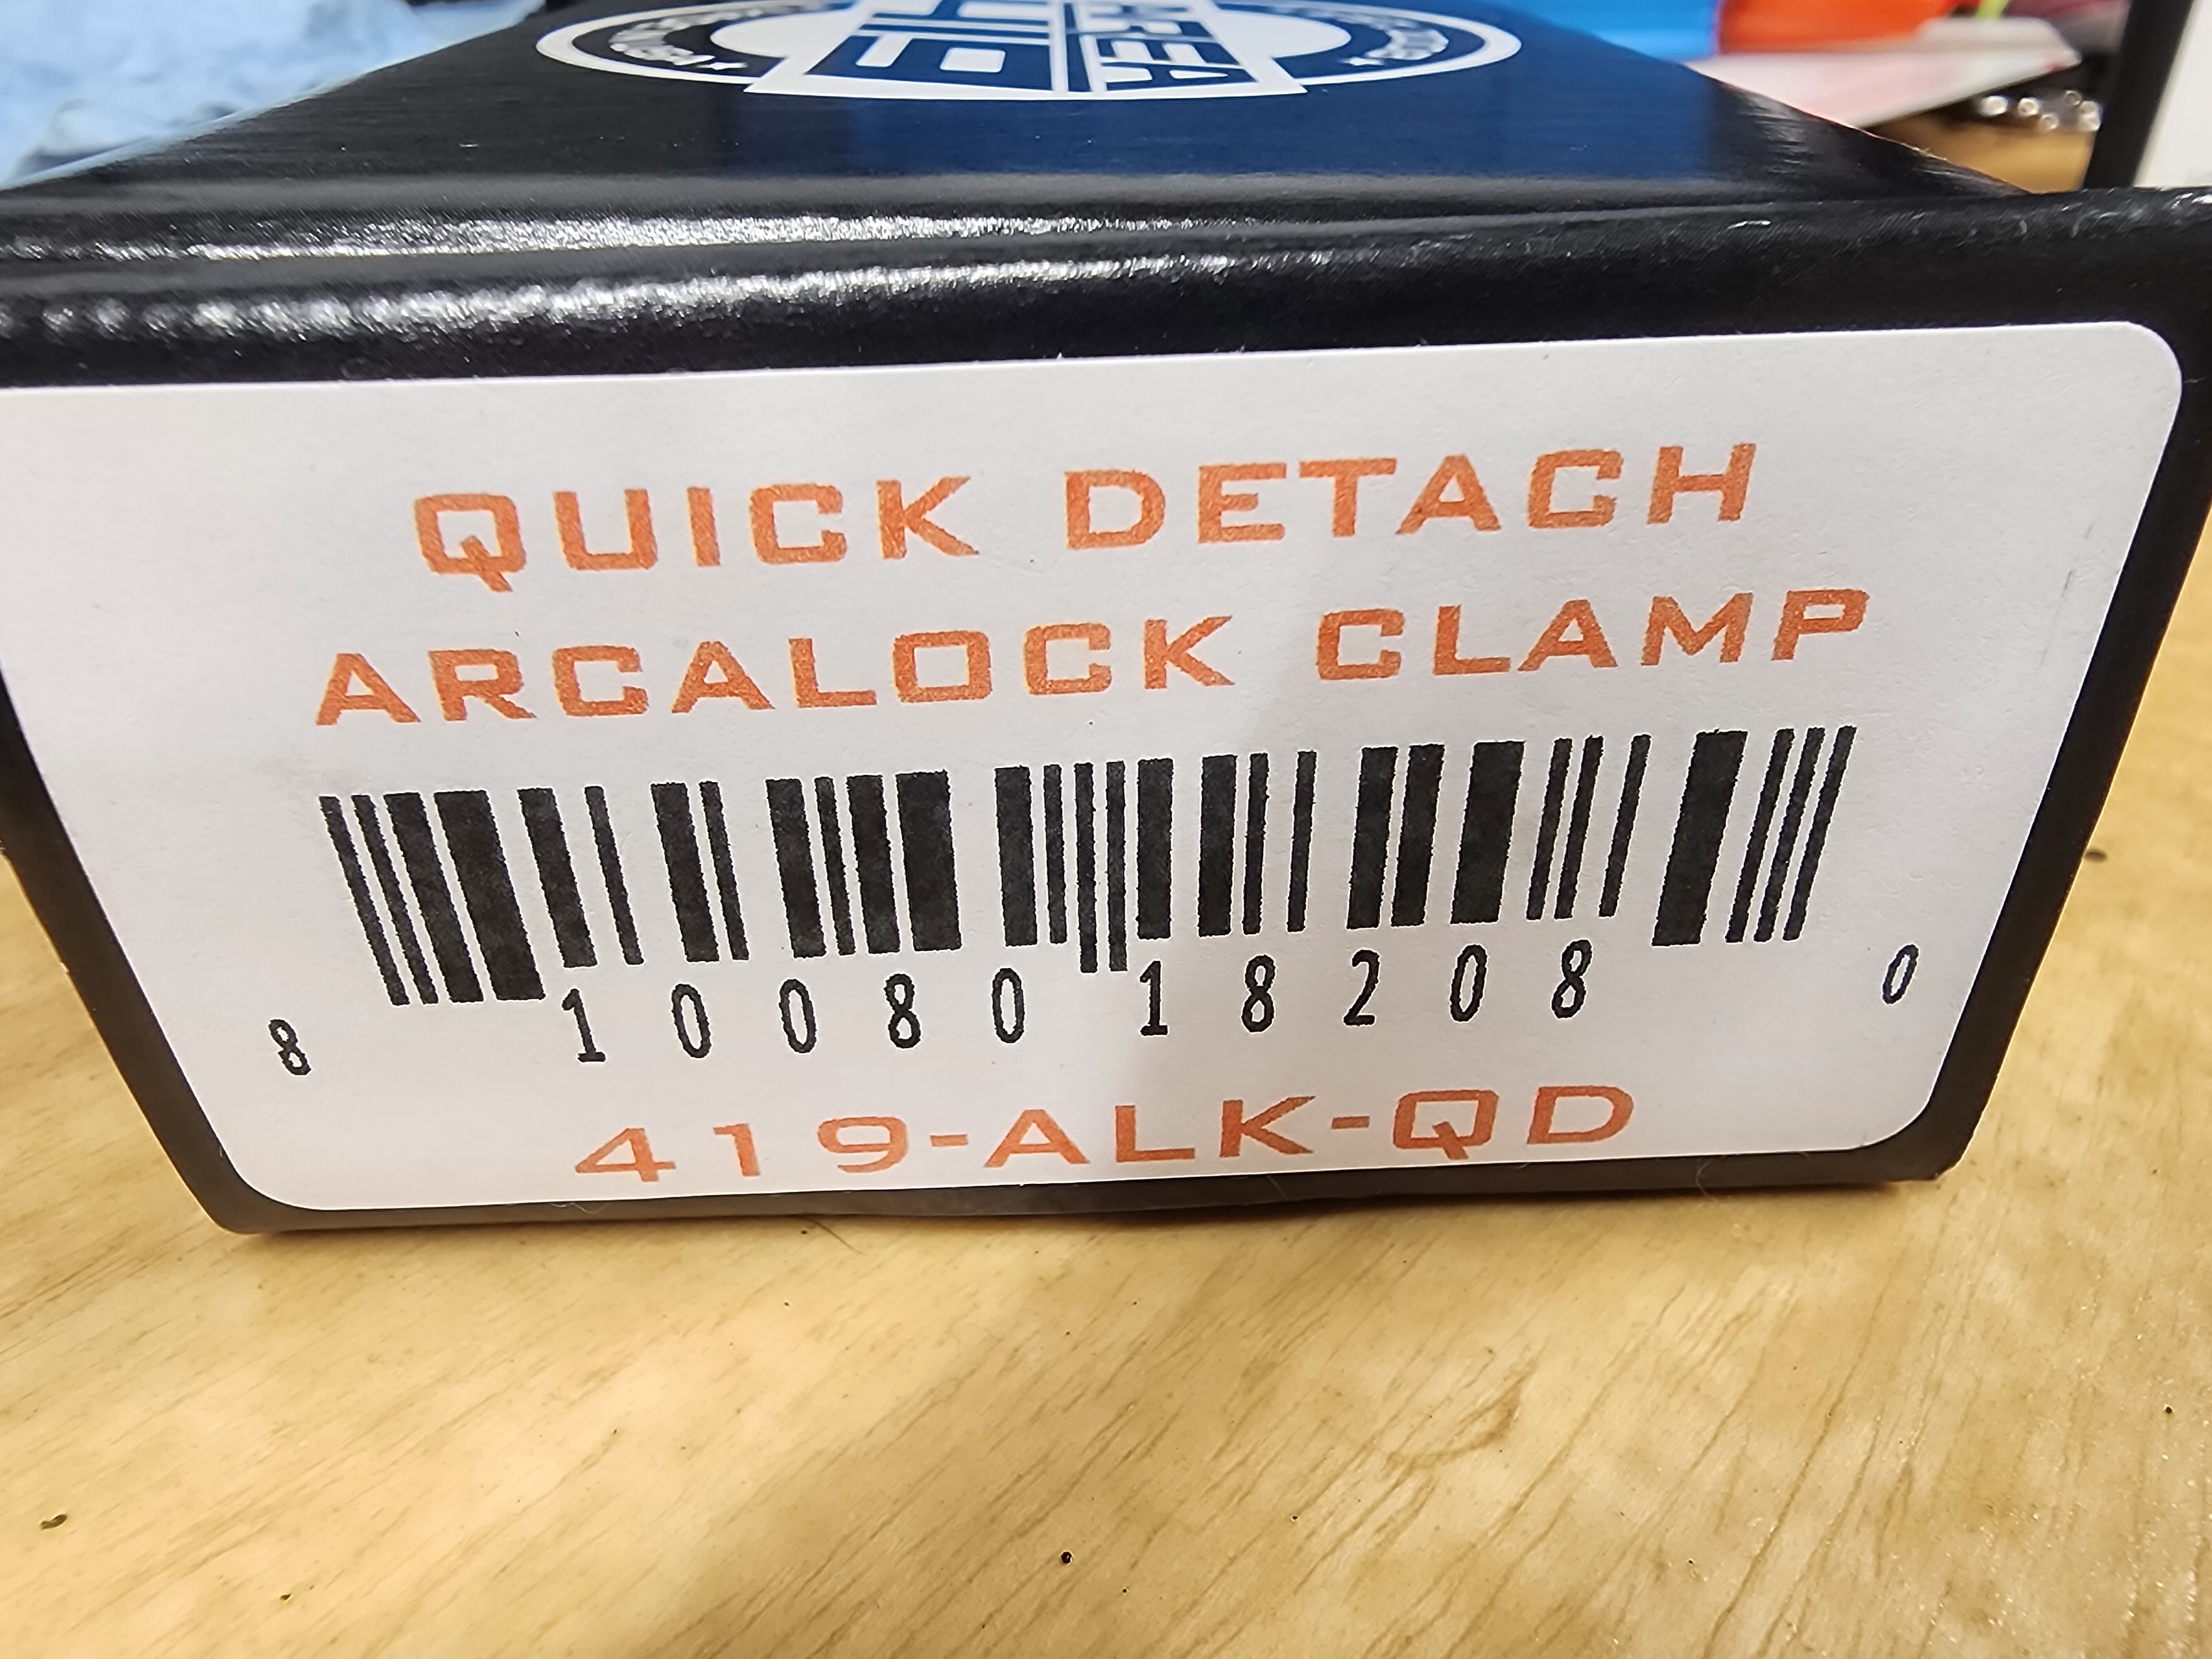 QUICK DETACH
ARCALOCK CLAMP
8 10080 18208 0
419-ALK-QD